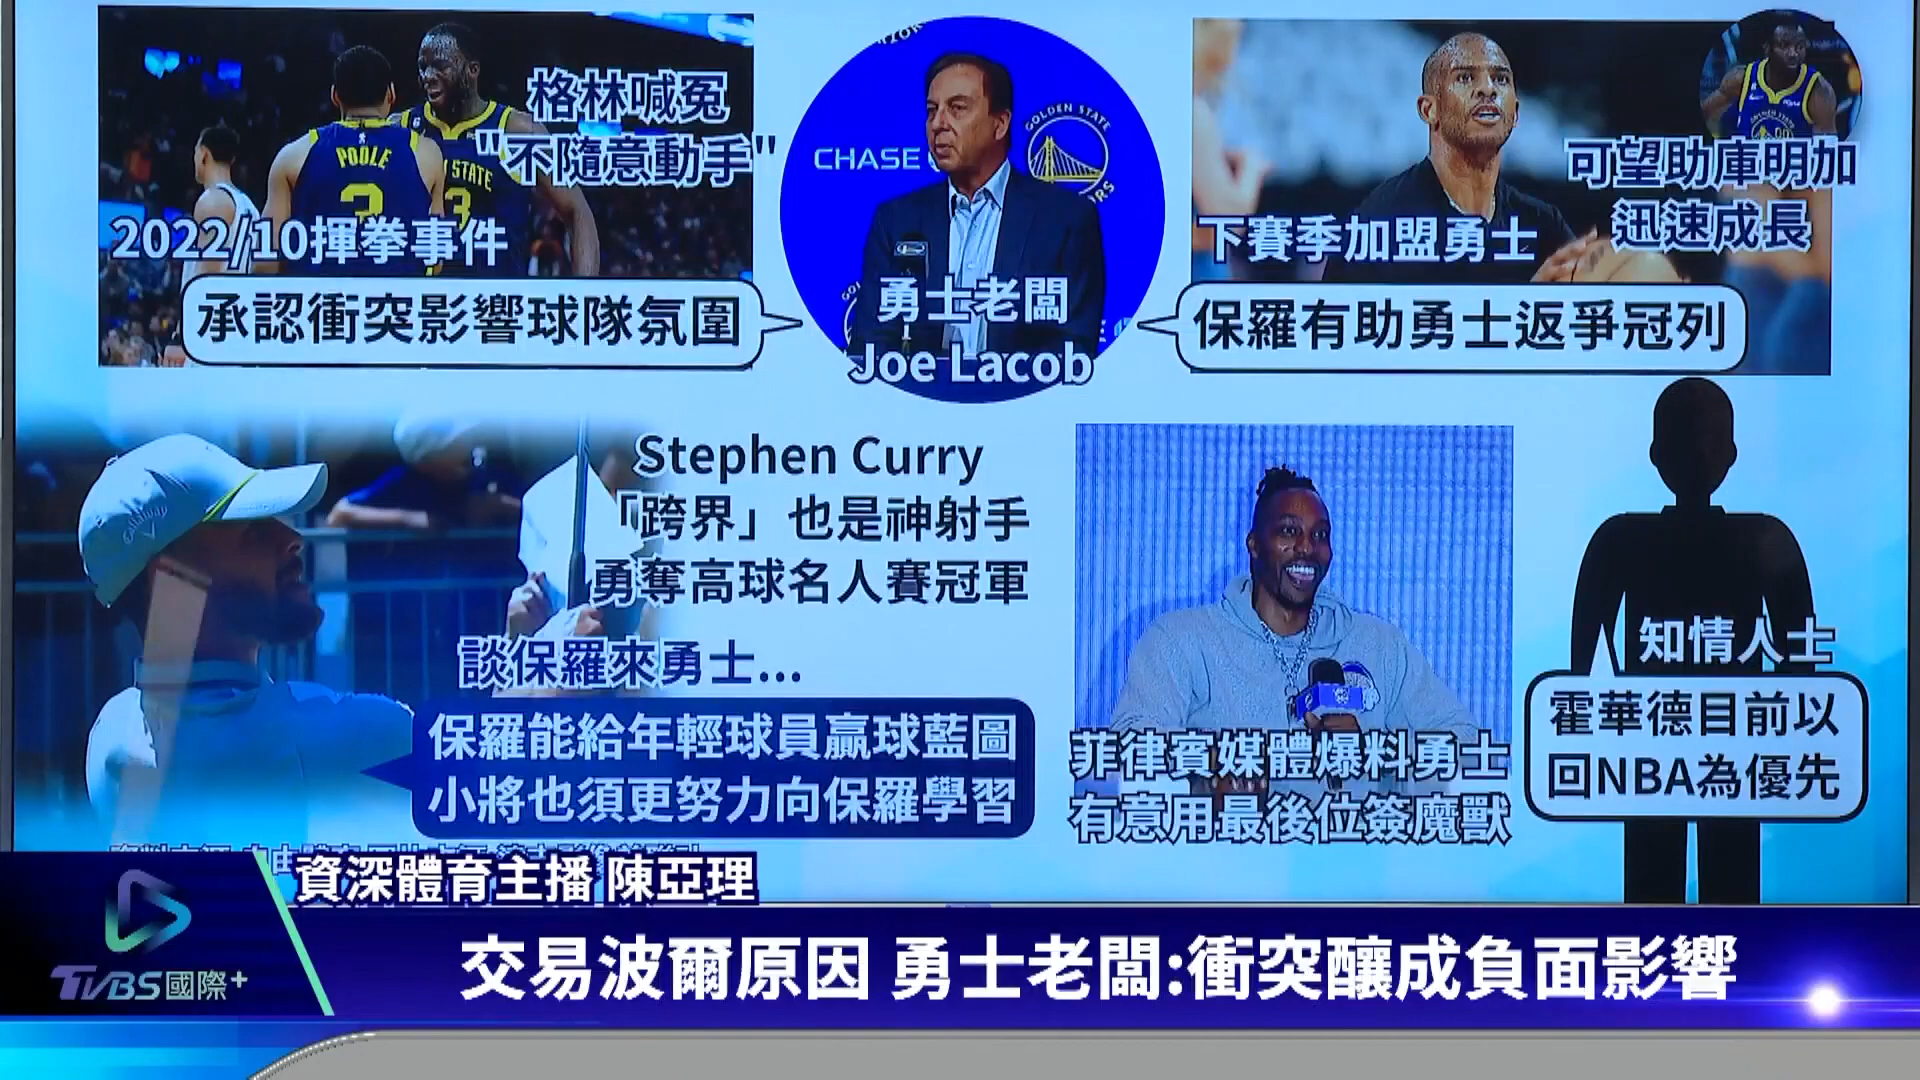 格林喊冤
"不隨意動手"
POOLE
3
STATE
3
2022/10揮拳事件
承認衝突影響球隊氛圍
CHASE
GOLDEN STATE
勇士老闆
Joe Lacob
可望助庫明加
迅速成長
下賽季加盟勇士
保羅有助勇士返爭冠列
Stephen Curry
「跨界」也是神射手
勇奪高球名人賽冠軍
Callaway
談保羅來勇士...
保羅能給年輕球員贏球藍圖
小將也須更努力向保羅學習
菲律賓媒體爆料勇士
有意用最後位簽魔獸
知情人士
霍華德目前以
回NBA為優先
資深體育主播 陳亞理
TVBS國際+
交易波爾原因 勇士老闆:衝突釀成負面影響